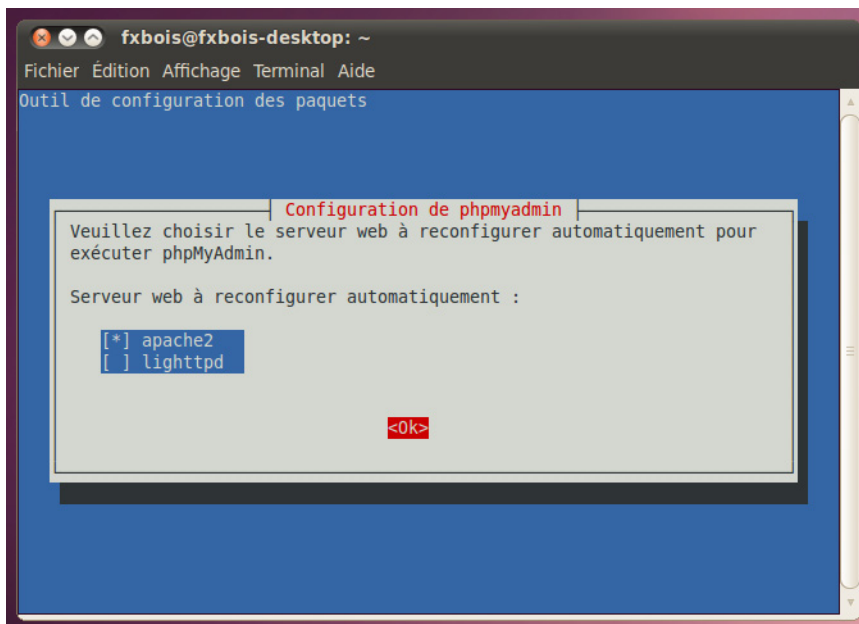 fxbois@fxbois-desktop: ~
Fichier Édition Affichage Terminal Aide
Outil de configuration des paquets
Configuration de phpmyadmin
Veuillez choisir le serveur web à reconfigurer automatiquement pour
exécuter phpMyAdmin.
Serveur web à reconfigurer automatiquement :
[*] apache2
[ ] lighttpd
<Ok>